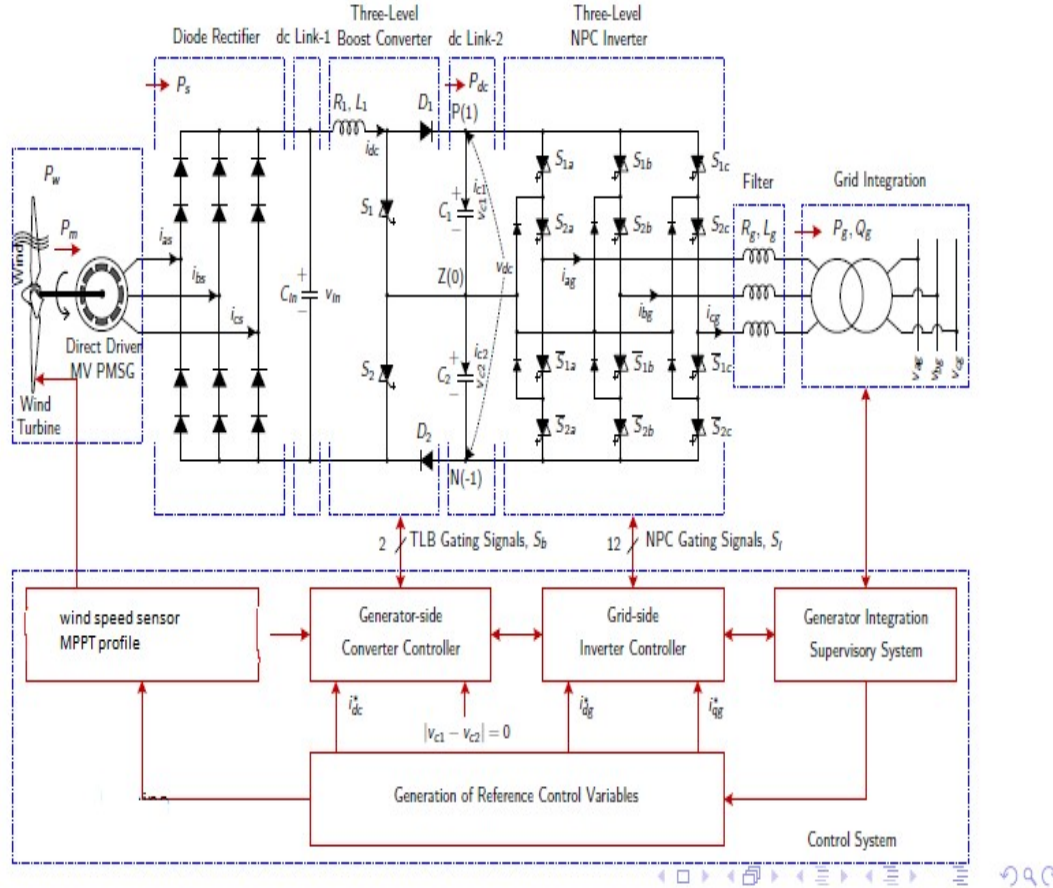 Three-Level
Boost Converter
Three-Level
NPC Inverter
Diode Rectifier
dc Link-1
dc Link-2
P_s
P_dc
R_1, L_1
D_1
P(1)
i_dc
P_w
P_m
Wind
i_as
i_bs
i_cs
Direct Driven
MV PMSG
Wind
Turbine
C_in
+
−
v_in
S_1
S_2
D_2
C_1
+
−
i_c1
v_c1
Z(0)
v_dc
C_2
+
−
i_c2
v_c2
N(-1)
S_1a
S_1b
S_1c
S_2a
S_2b
S_2c
i_ag
i_bg
i_cg
S̅_1a
S̅_1b
S̅_1c
S̅_2a
S̅_2b
S̅_2c
Filter
R_g, L_g
Grid Integration
P_g, Q_g
v_ag
v_bg
v_cg
2
TLB Gating Signals, S_b
12
NPC Gating Signals, S_i
wind speed sensor
MPPT profile
Generator-side
Converter Controller
Grid-side
Inverter Controller
Generator Integration
Supervisory System
i*_dc
|v_c1 − v_c2| = 0
i*_dg
i*_qg
Generation of Reference Control Variables
Control System